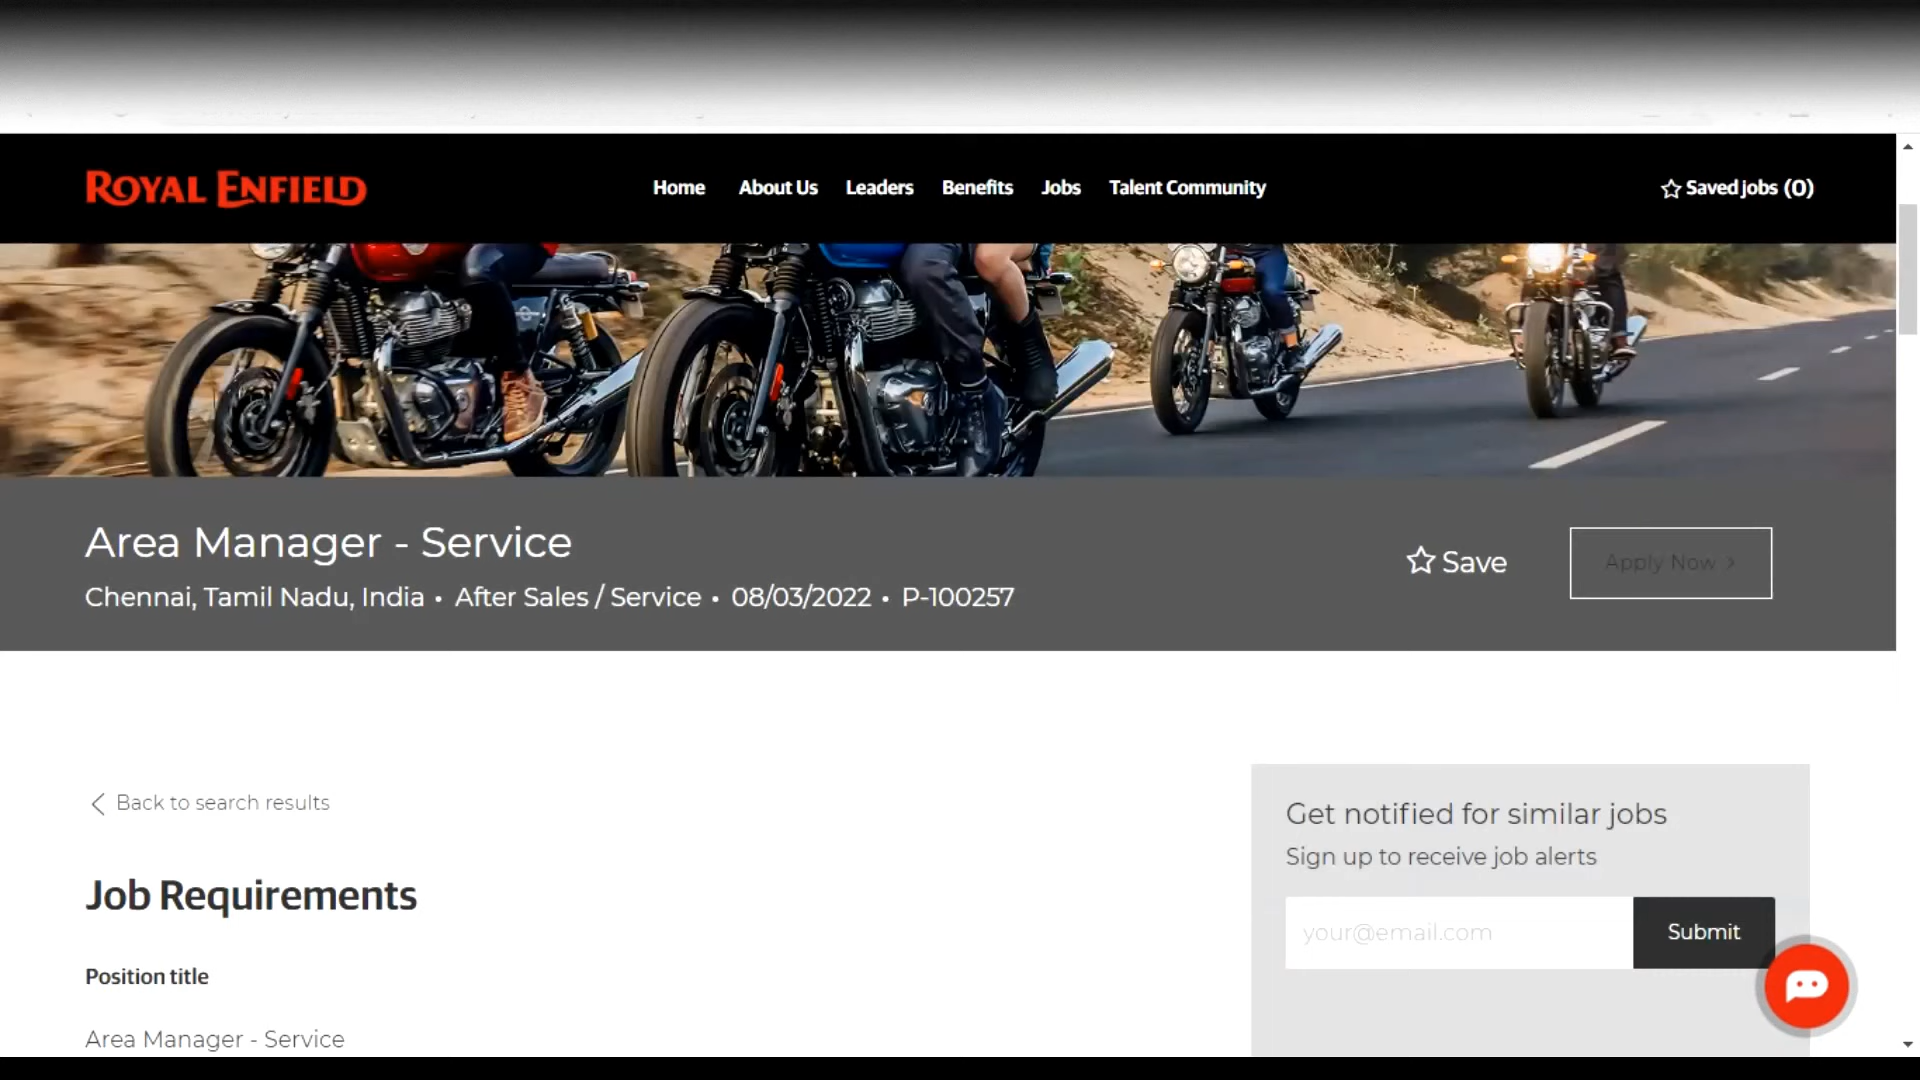 ROYAL ENFIELD
Home About Us Leaders Benefits Jobs Talent Community
Saved jobs (0)
Area Manager - Service
Chennai, Tamil Nadu, India • After Sales / Service • 08/03/2022 • P-100257
Save
Apply Now >
Back to search results
Job Requirements
Position title
Area Manager - Service
Get notified for similar jobs
Sign up to receive job alerts
your@email.com
Submit